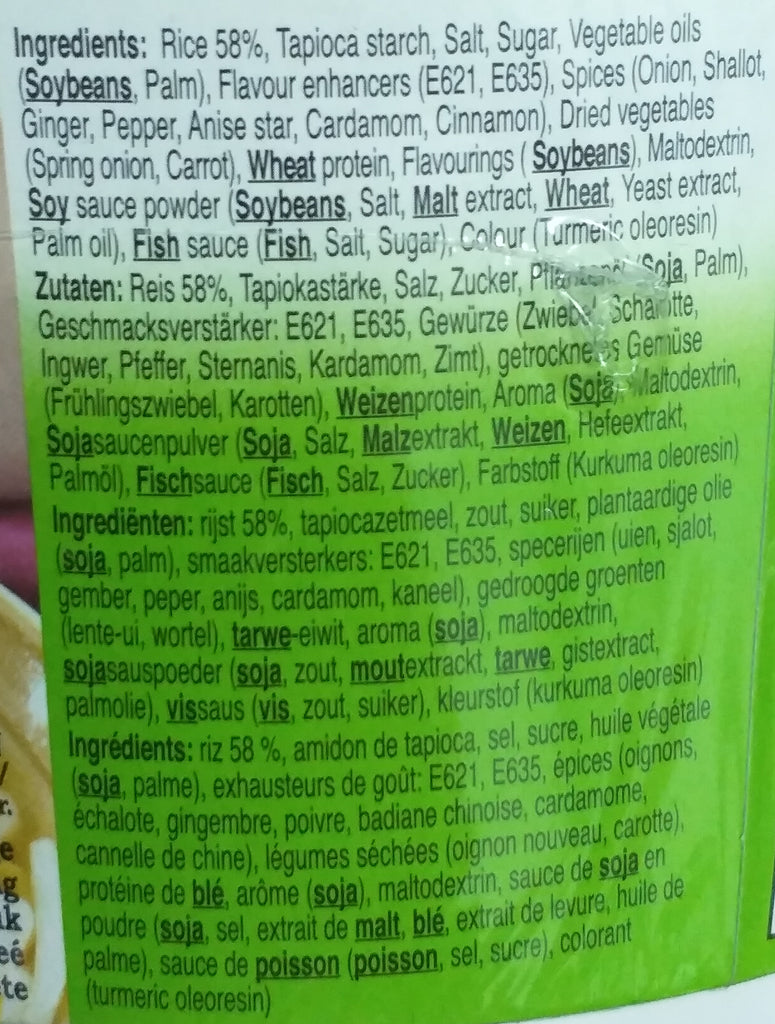 Ingredients: Rice 58%, Tapioca starch, Salt, Sugar, Vegetable oils
(Soybeans, Palm), Flavour enhancers (E621, E635), Spices (Onion, Shallot,
Ginger, Pepper, Anise star, Cardamom, Cinnamon), Dried vegetables
(Spring onion, Carrot), Wheat protein, Flavourings ( Soybeans), Maltodextrin,
Soy sauce powder (Soybeans, Salt, Malt extract, Wheat, Yeast extract,
Palm oil), Fish sauce (Fish, Salt, Sugar), Colour (Turmeric oleoresin)
Zutaten: Reis 58%, Tapiokastärke, Salz, Zucker, (Soja, Palm),
Geschmacksverstärker: E621, E635, Gewürze (Zwiebel, Schalotte,
Ingwer, Pfeffer, Sternanis, Kardamom, Zimt), getrocknetes Gemüse
(Frühlingszwiebel, Karotten), Weizenprotein, Aroma (Soja), Maltodextrin,
Sojasaucenpulver (Soja, Salz, Malzextrakt, Weizen, Hefeextrakt,
Palmöl), Fischsauce (Fisch, Salz, Zucker), Farbstoff (Kurkuma oleoresin)
Ingrediënten: rijst 58%, tapiocazetmeel, zout, suiker, plantaardige olie
(soja, palm), smaakversterkers: E621, E635, specerijen (uien, sjalot,
gember, peper, anijs, cardamom, kaneel), gedroogde groenten
(lente-ui, wortel), tarwe-eiwit, aroma (soja), maltodextrin,
sojasauspoeder (soja, zout, moutextrackt, tarwe, gistextract,
palmolie), vissaus (vis, zout, suiker), kleurstof (kurkuma oleoresin)
Ingrédients: riz 58 %, amidon de tapioca, sel, sucre, huile végétale
(soja, palme), exhausteurs de goût: E621, E635, épices (oignons,
échalote, gingembre, poivre, badiane chinoise, cardamome,
cannelle de chine), légumes séchées (oignon nouveau, carotte),
protéine de blé, arôme (soja), maltodextrin, sauce de soja en
poudre (soja, sel, extrait de malt, blé, extrait de levure, huile de
palme), sauce de poisson (poisson, sel, sucre), colorant
(turmeric oleoresin)